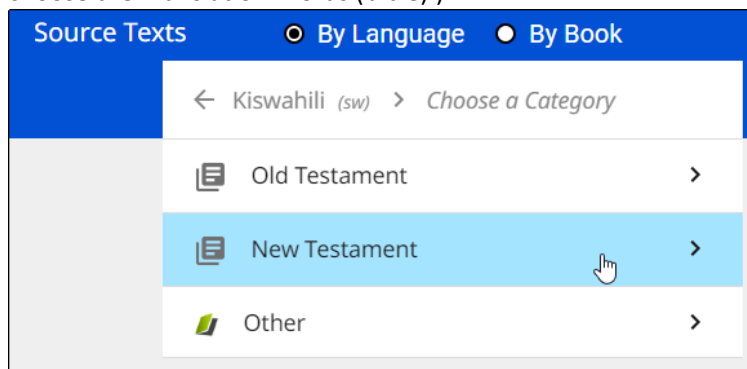 Source Texts By Language By Book
← Kiswahili (sw) > Choose a Category
Old Testament >
New Testament >
Other >